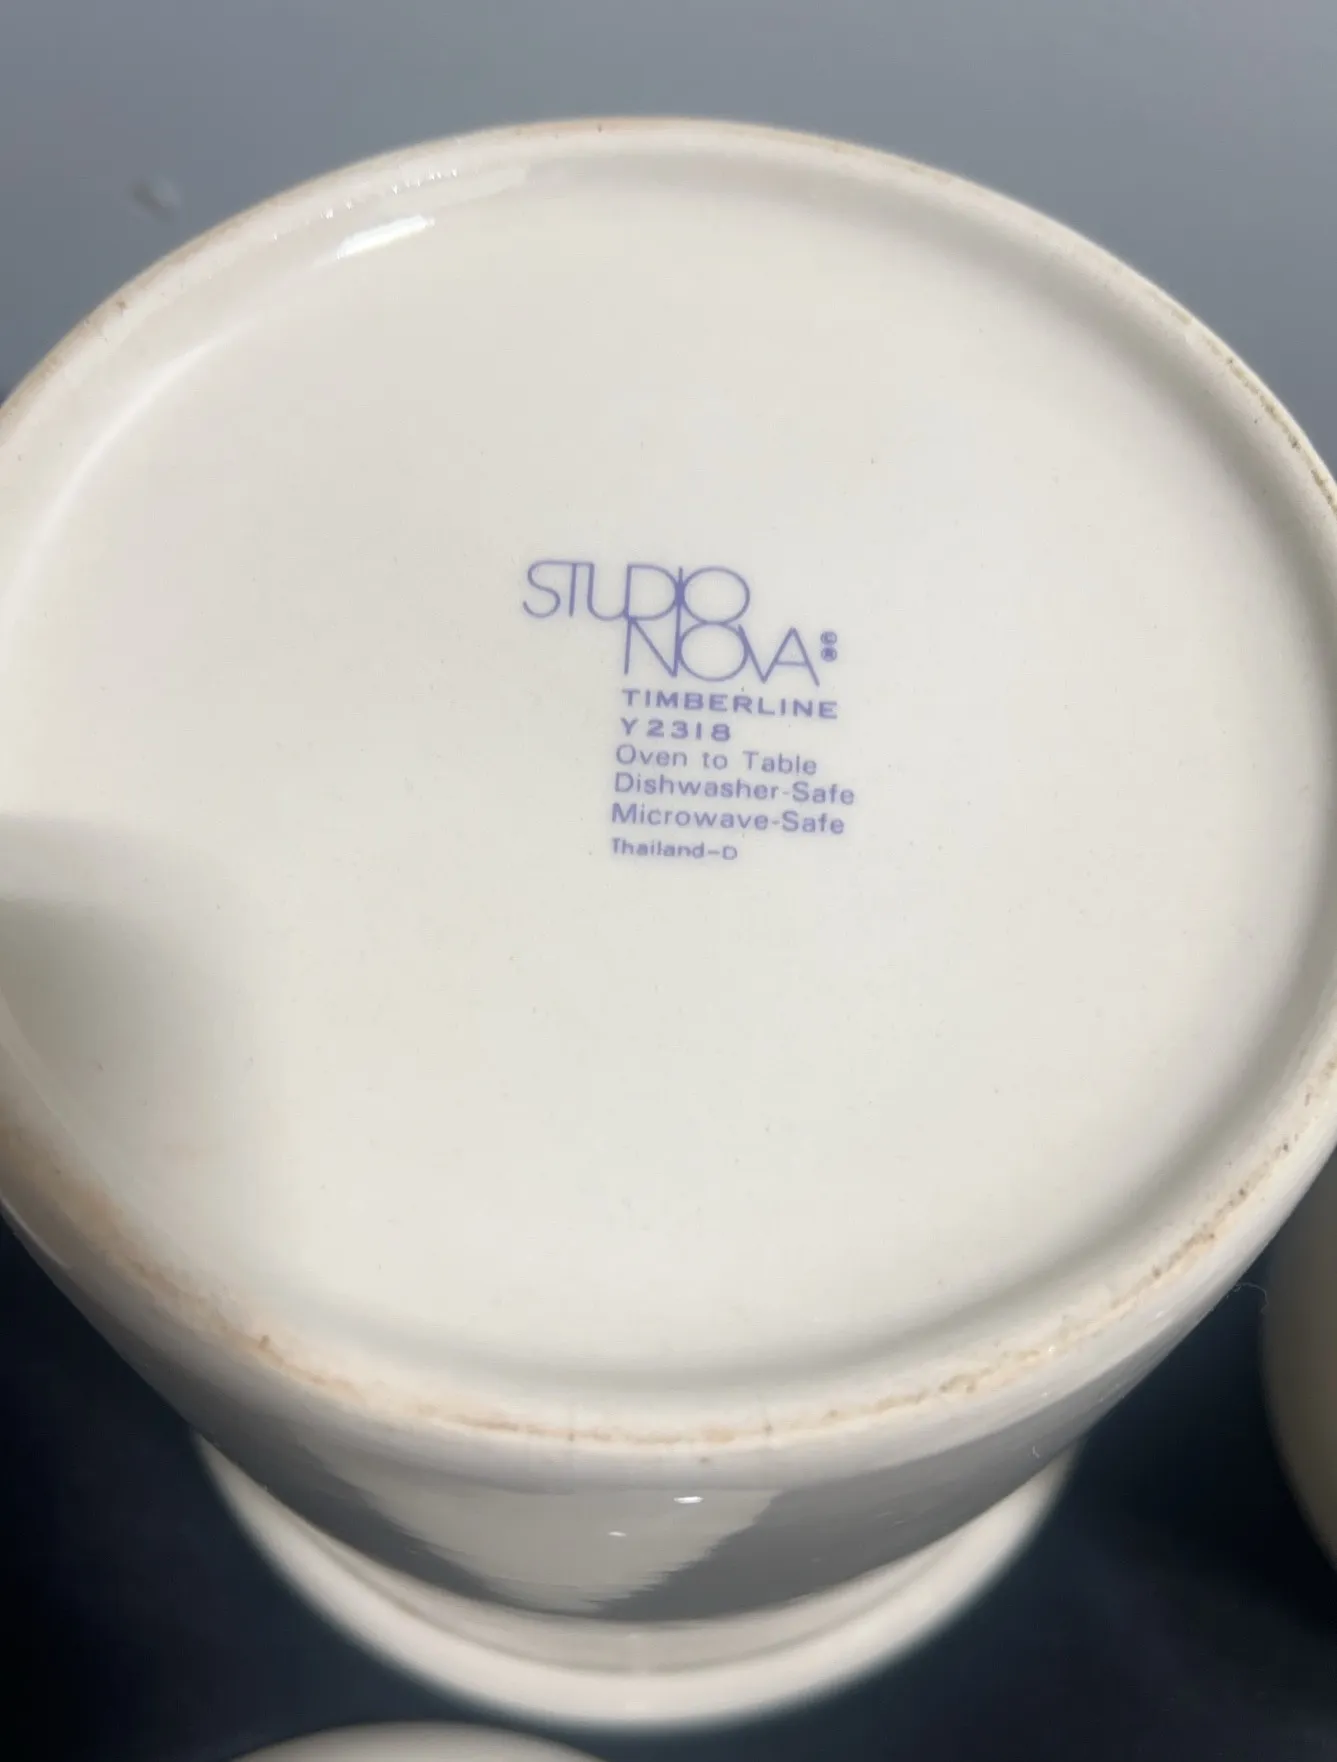 STUDIO
NOVA ©®
TIMBERLINE
Y2318
Oven to Table
Dishwasher-Safe
Microwave-Safe
Thailand-D